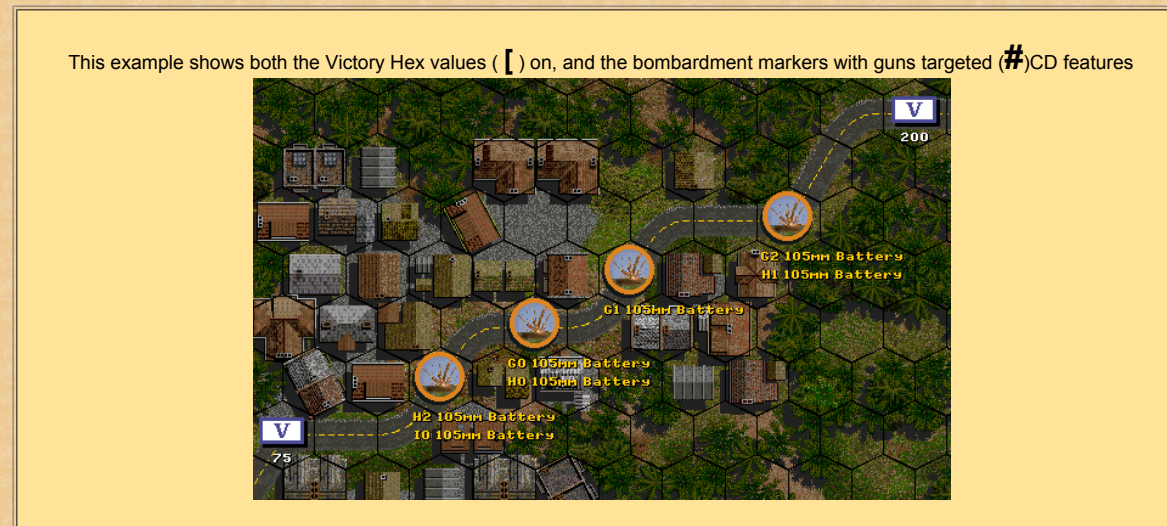 This example shows both the Victory Hex values ( [ ) on, and the bombardment markers with guns targeted (#)CD features
V
200
G2 105mm Battery
H1 105mm Battery
G1 105mm Battery
G0 105mm Battery
H0 105mm Battery
H2 105mm Battery
I0 105mm Battery
V
75